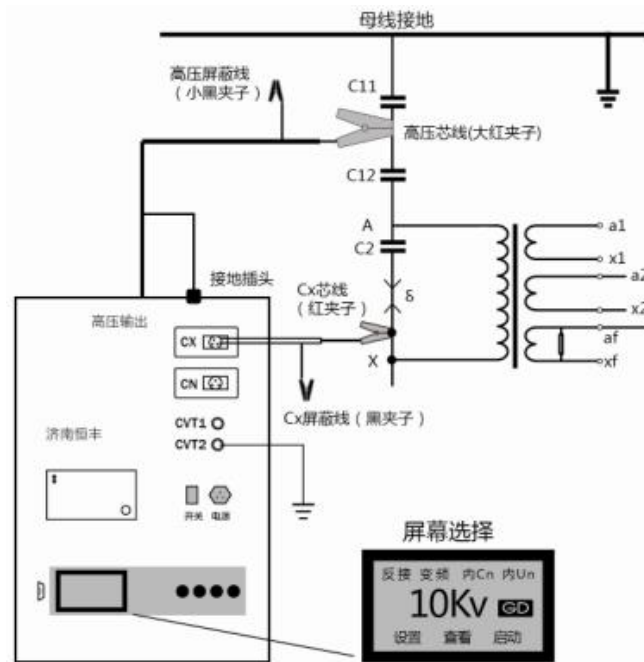 母线接地
高压屏蔽线
（小黑夹子）
C11
高压芯线(大红夹子)
C12
A
C2
a1
x1
a2
x2
af
xf
接地插头
Cx芯线
（红夹子）
δ
X
高压输出
CX
CN
Cx屏蔽线（黑夹子）
CVT1
CVT2
济南恒丰
开关 电源
屏幕选择
反接 变频 内Cn 内Un
10Kv GD
设置 查看 启动